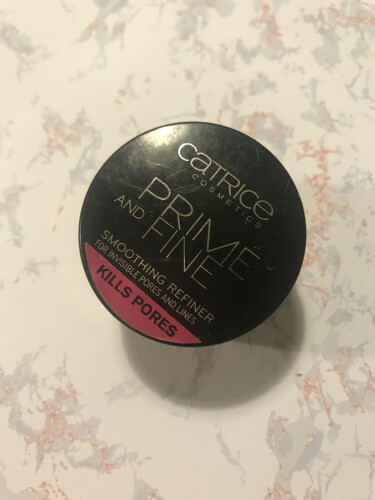 CATRICE
COSMETICS
PRIME
AND FINE
SMOOTHING REFINER
FOR INVISIBLE PORES AND LINES
KILLS PORES